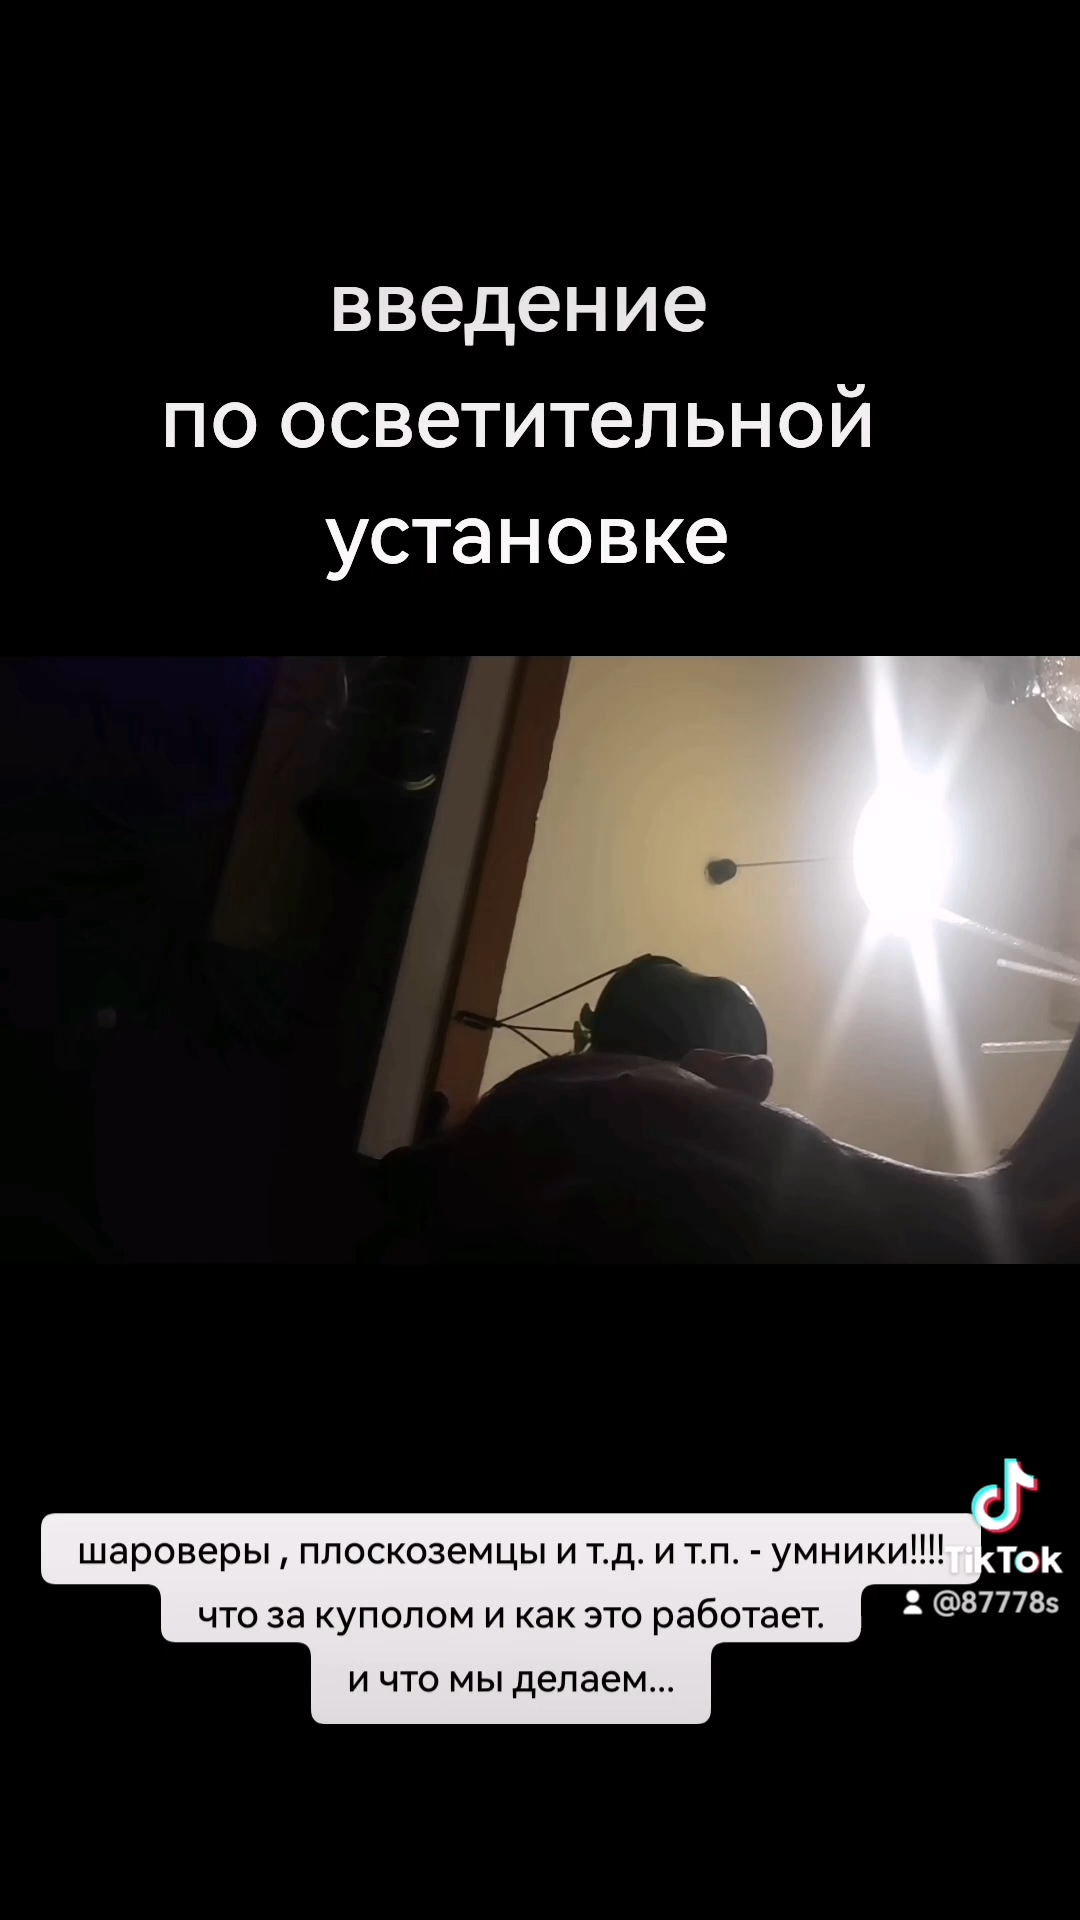 введение
по осветительной
установке
шароверы , плоскоземцы и т.д. и т.п. - умники!!!!
что за куполом и как это работает.
и что мы делаем...
TikTok
@87778s